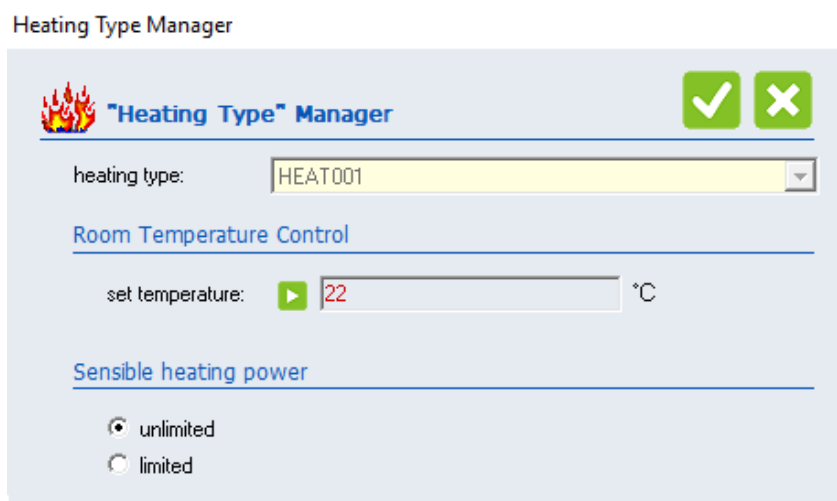 Heating Type Manager
"Heating Type" Manager
heating type: HEAT001
Room Temperature Control
set temperature: 22 °C
Sensible heating power
unlimited
limited